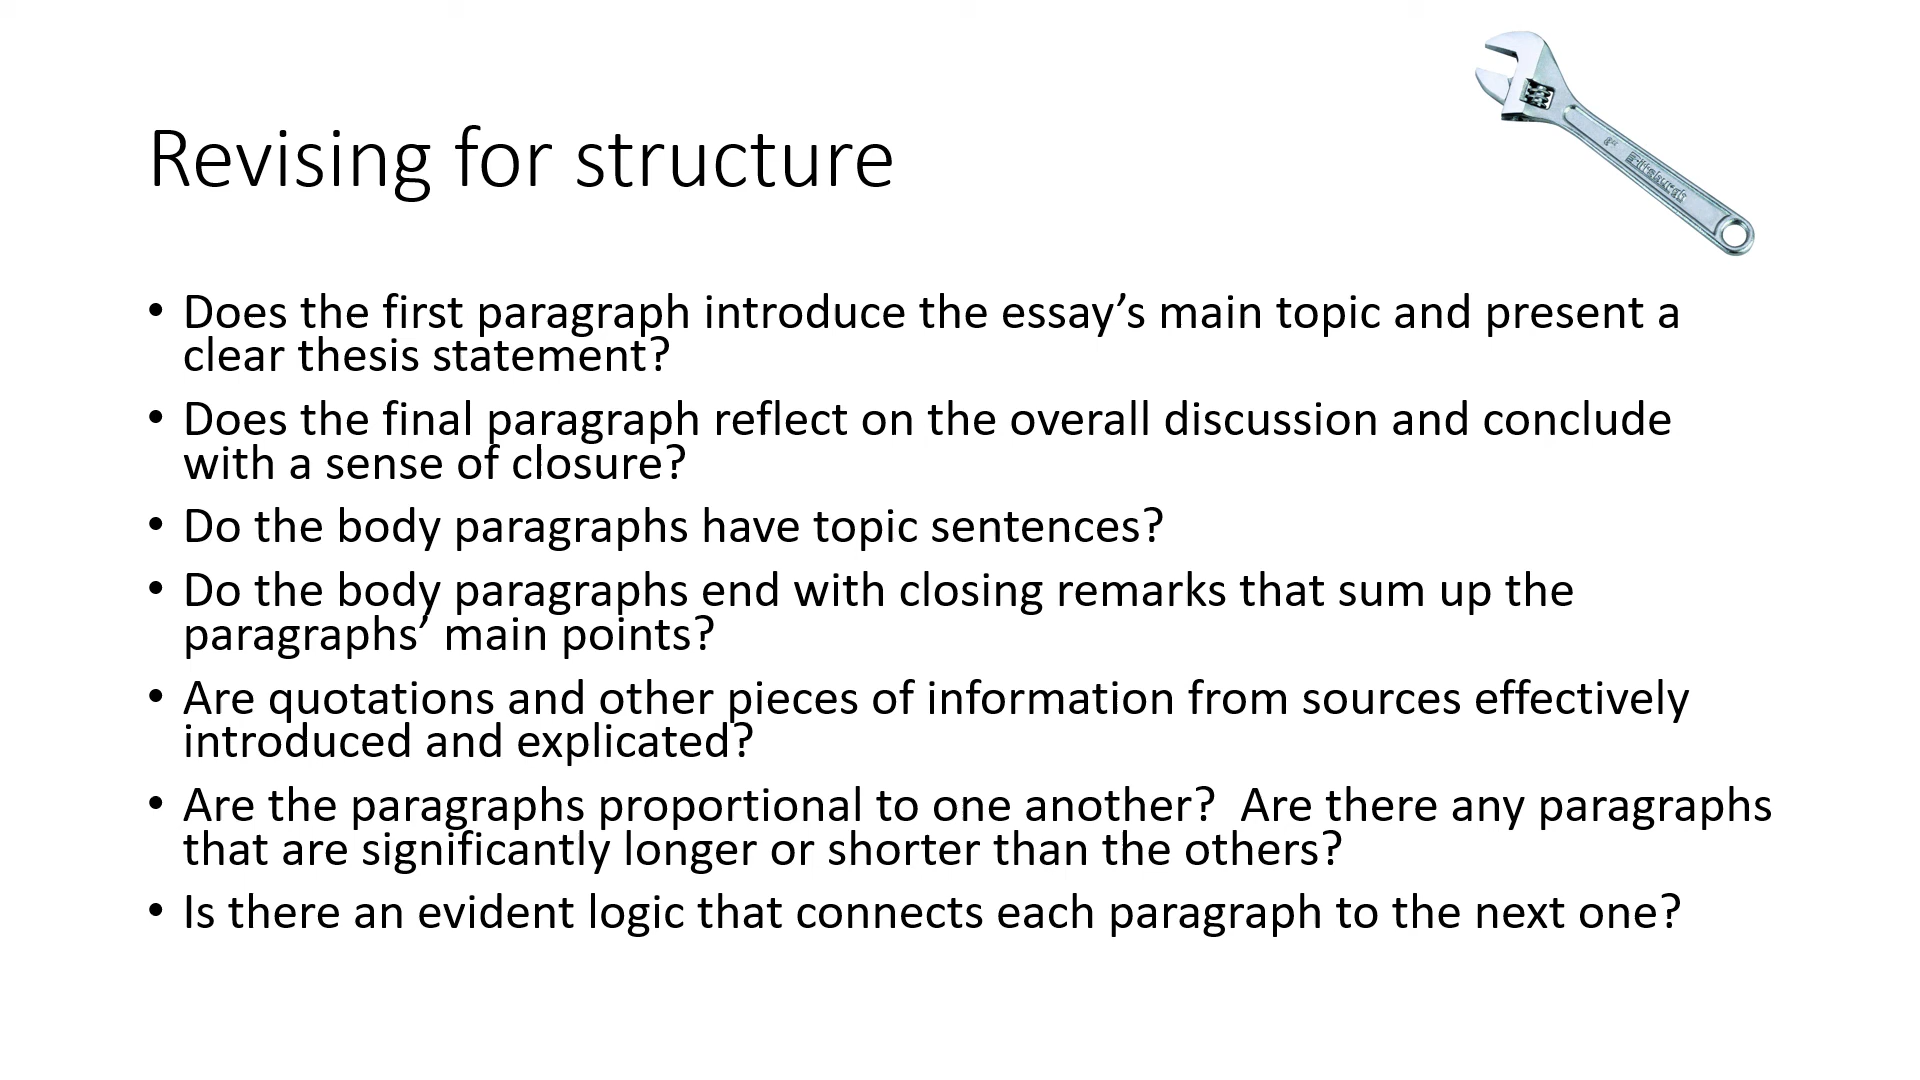 Revising for structure
• Does the first paragraph introduce the essay’s main topic and present a
clear thesis statement?
• Does the final paragraph reflect on the overall discussion and conclude
with a sense of closure?
• Do the body paragraphs have topic sentences?
• Do the body paragraphs end with closing remarks that sum up the
paragraphs’ main points?
• Are quotations and other pieces of information from sources effectively
introduced and explicated?
• Are the paragraphs proportional to one another?  Are there any paragraphs
that are significantly longer or shorter than the others?
• Is there an evident logic that connects each paragraph to the next one?